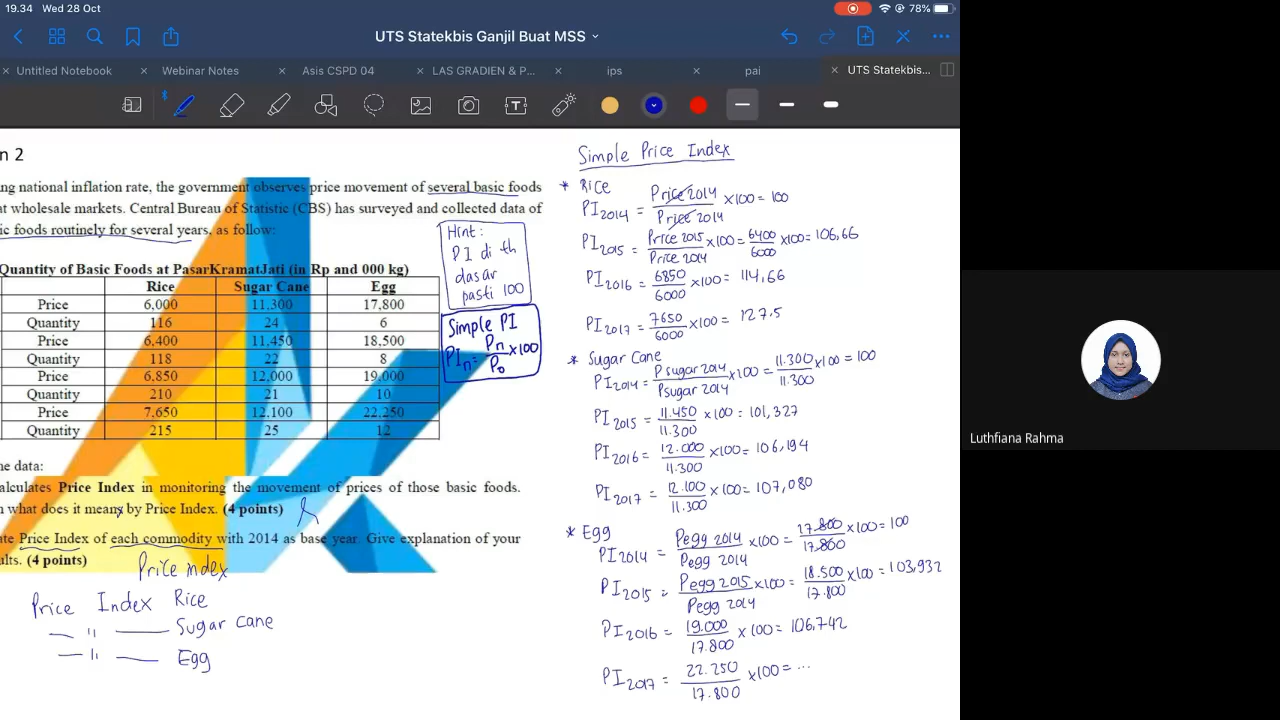 19.34 Wed 28 Oct
78%
UTS Statekbis Ganjil Buat MSS
Untitled Notebook
Webinar Notes
Asis CSPD 04
LAS GRADIEN & P...
ips
pai
UTS Statekbis...
n 2
ng national inflation rate, the government observes price movement of several basic foods
at wholesale markets. Central Bureau of Statistic (CBS) has surveyed and collected data of
ic foods routinely for several years, as follow:
Quantity of Basic Foods at PasarKramatJati (in Rp and 000 kg)
Rice Sugar Cane Egg
Price 6,000 11,300 17,800
Quantity 116 24 6
Price 6,400 11,450 18,500
Quantity 118 22 8
Price 6,850 12,000 19,000
Quantity 210 21 10
Price 7,650 12,100 22,250
Quantity 215 25 12
ne data:
alculates Price Index in monitoring the movement of prices of those basic foods.
n what does it means by Price Index. (4 points)
ate Price Index of each commodity with 2014 as base year. Give explanation of your
ults. (4 points)
Price index
Price Index Rice
— " — Sugar cane
— " — Egg
Hint:
PI di th
dasar
pasti 100
Simple PI
PIn = Pn/Po x100
Simple Price Index
* Rice
PI2014 = Price 2014/Price 2014 x100 = 100
PI2015 = Price 2015/Price 2014 x100 = 6400/6000 x100 = 106,66
PI2016 = 6850/6000 x100 = 114,66
PI2017 = 7650/6000 x100 = 127,5
* Sugar Cane
PI2014 = P sugar 2014/P sugar 2014 x100 = 11.300/11.300 x100 = 100
PI2015 = 11.450/11.300 x100 = 101,327
PI2016 = 12.000/11.300 x100 = 106,194
PI2017 = 12.100/11.300 x100 = 107,080
* Egg
PI2014 = Pegg 2014/Pegg 2014 x100 = 17.800/17.800 x100 = 100
PI2015 = Pegg 2015/Pegg 2014 x100 = 18.500/17.800 x100 = 103,932
PI2016 = 19.000/17.800 x100 = 106,742
PI2017 = 22.250/17.800 x100 = ...
Luthfiana Rahma